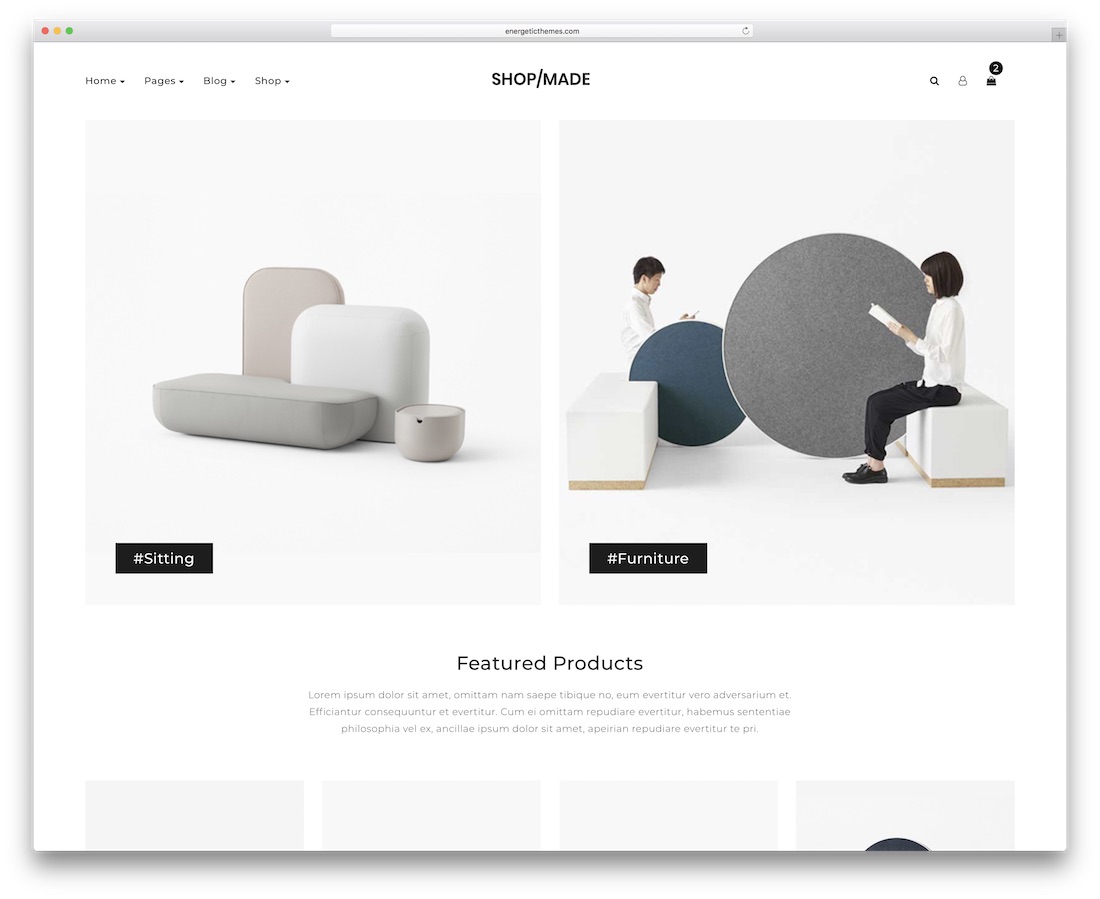 energeticthemes.com
Home Pages Blog Shop
SHOP/MADE
2
#Sitting
#Furniture
Featured Products
Lorem ipsum dolor sit amet, omittam nam saepe tibique no, eum evertitur vero adversarium et.
Efficiantur consequuntur et evertitur. Cum ei omittam repudiare evertitur, habemus sententiae
philosophia vel ex, ancillae ipsum dolor sit amet, apeirian repudiare evertitur te pri.